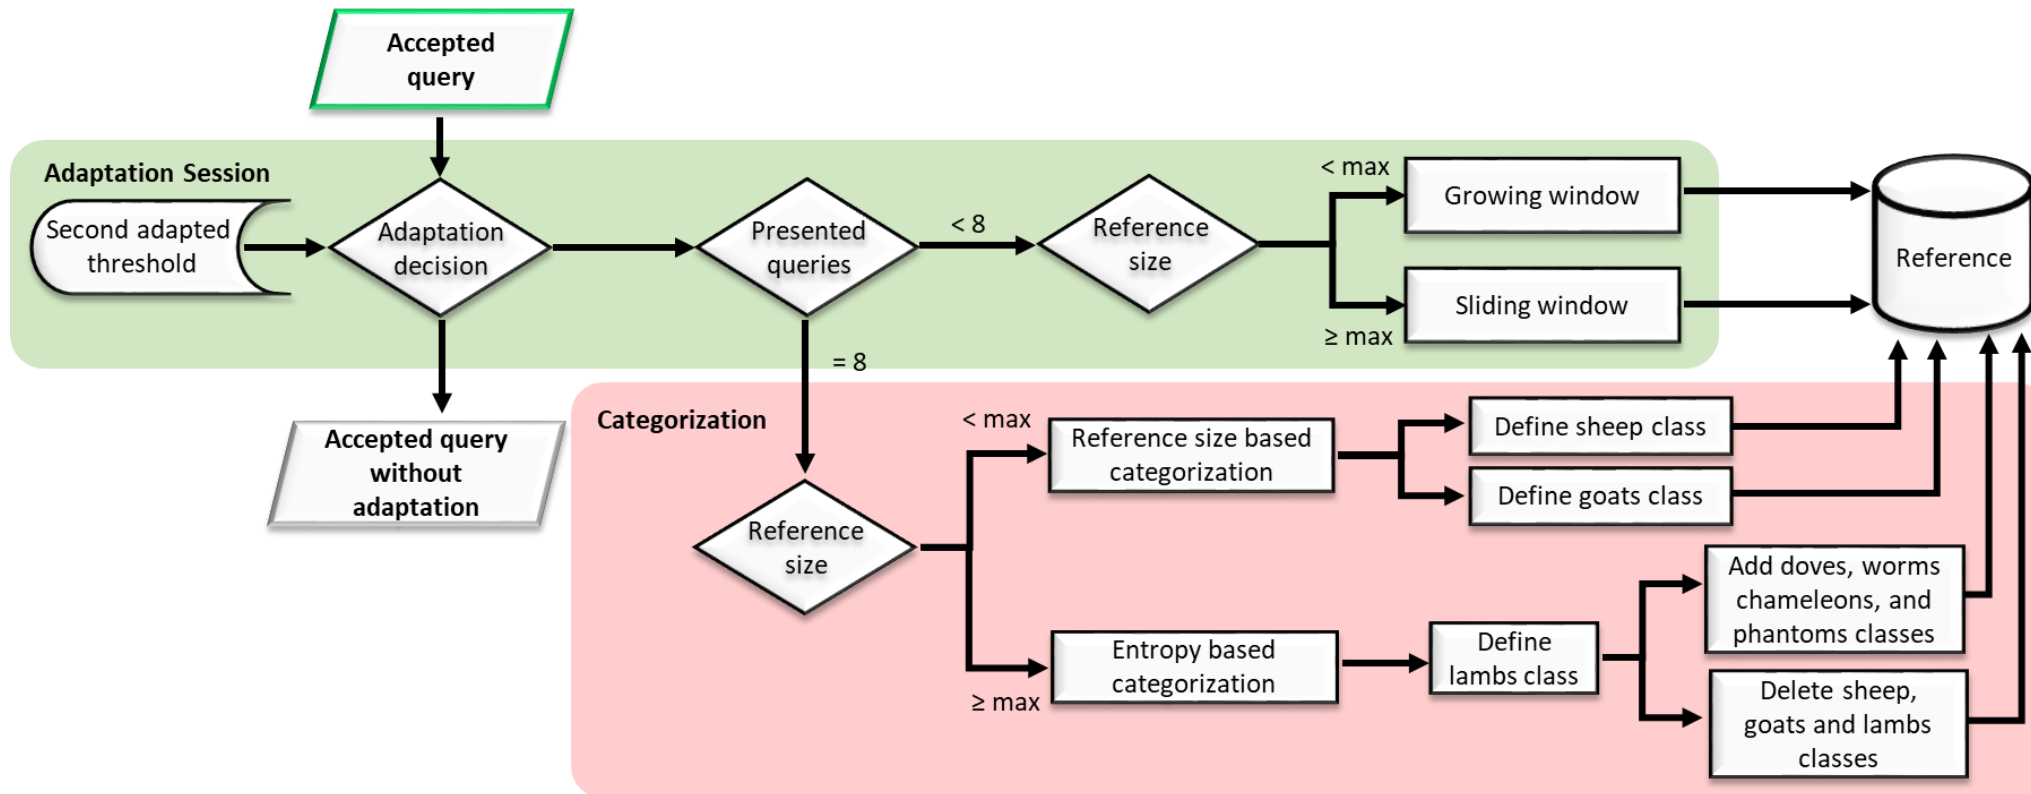 Accepted
query
Adaptation Session
Second adapted
threshold
Adaptation
decision
Presented
queries
< 8
Reference
size
< max
Growing window
≥ max
Sliding window
Reference
= 8
Accepted query
without
adaptation
Categorization
Reference
size
< max
Reference size based
categorization
Define sheep class
Define goats class
≥ max
Entropy based
categorization
Define
lambs class
Add doves, worms
chameleons, and
phantoms classes
Delete sheep,
goats and lambs
classes